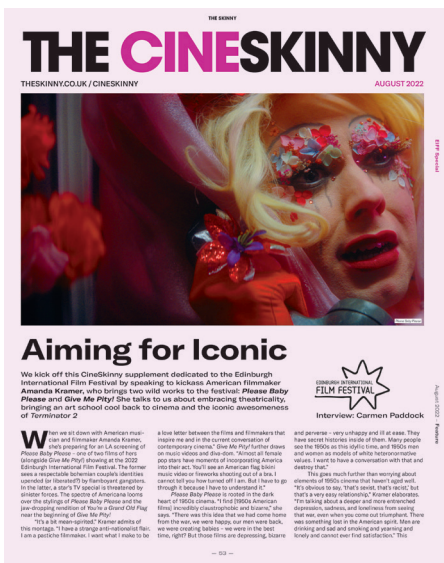 THE SKINNY
THE CINESKINNY
THESKINNY.CO.UK / CINESKINNY
AUGUST 2022
EIFF Special
Photo: Give Me Pity!
Aiming for Iconic
We kick off this CineSkinny supplement dedicated to the Edinburgh
International Film Festival by speaking to kickass American filmmaker
Amanda Kramer, who brings two wild works to the festival: Please Baby
Please and Give Me Pity! She talks to us about embracing theatricality,
bringing an art school cool back to cinema and the iconic awesomeness
of Terminator 2
EDINBURGH INTERNATIONAL
FILM FESTIVAL
Interview: Carmen Paddock
August 2022 – Feature
When we sit down with American musi-
cian and filmmaker Amanda Kramer,
she's preparing for an LA screening of
Please Baby Please – one of two films of hers
(alongside Give Me Pity!) showing at the 2022
Edinburgh International Film Festival. The former
sees a respectable bohemian couple's identities
upended (or liberated?) by flamboyant gangsters.
In the latter, a star's TV special is threatened by
sinister forces. The spectre of Americana looms
over the stylings of Please Baby Please and the
jaw-dropping rendition of You're a Grand Old Flag
near the beginning of Give Me Pity!
"It's a bit mean-spirited," Kramer admits of
this montage. "I have a strange anti-nationalist flair.
I am a pastiche filmmaker. I want what I make to be
a love letter between the films and filmmakers that
inspire me and in the current conversation of
contemporary cinema." Give Me Pity! further draws
on music videos and diva-dom. "Almost all female
pop stars have moments of incorporating America
into their act. You'll see an American flag bikini
music video or fireworks shooting out of a bra. I
cannot tell you how turned off I am. But I have to go
through it because I have to understand it."
Please Baby Please is rooted in the dark
heart of 1950s cinema. "I find [1950s American
films] incredibly claustrophobic and bizarre," she
says. "There was this idea that we had come home
from the war, we were happy, our men were back,
we were creating babies – we were in the best
time, right? But those films are depressing, bizarre
and perverse – very unhappy and ill at ease. They
have secret histories inside of them. Many people
see the 1950s as this idyllic time, and 1950s men
and women as models of white heteronormative
values. I want to have a conversation with that and
destroy that."
This goes much further than worrying about
elements of 1950s cinema that haven't aged well.
"It's obvious to say, 'that's sexist, that's racist,' but
that's a very easy relationship," Kramer elaborates.
"I'm talking about a deeper and more entrenched
depression, sadness, and loneliness from seeing
that war, even when you come out triumphant. There
was something lost in the American spirit. Men are
drinking and sad and smoking and yearning and
lonely and cannot ever find satisfaction." This
— 53 —